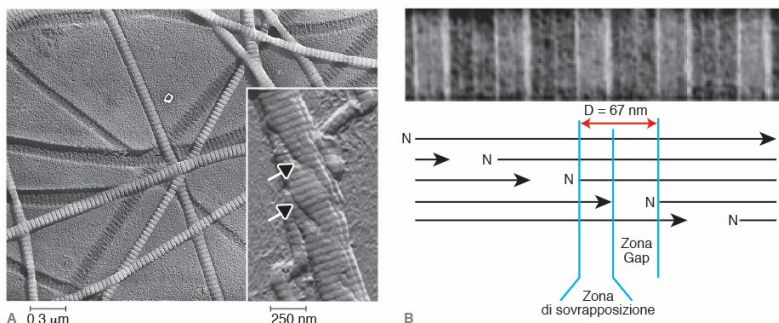 A
0.3 μm
250 nm
B
D = 67 nm
N
N
N
N
N
Zona
Gap
Zona
di sovrapposizione